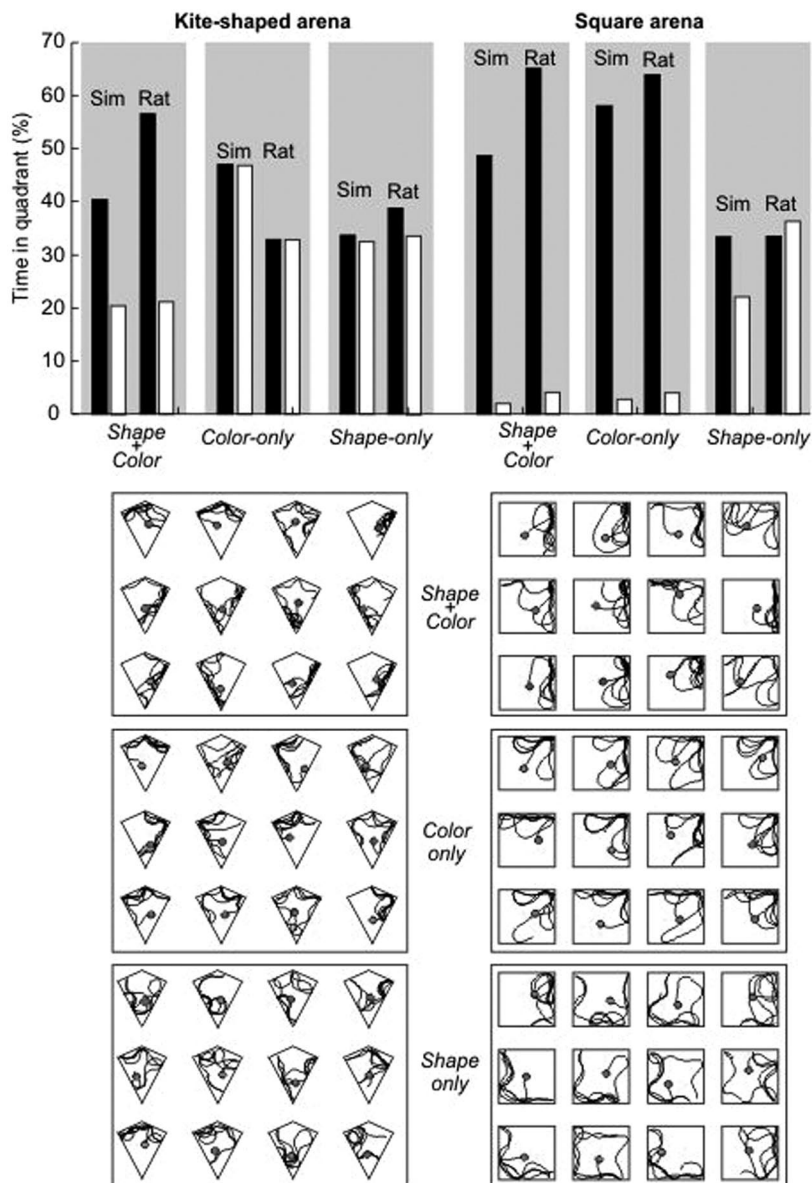 Kite-shaped arena
Square arena
Time in quadrant (%)
70
60
50
40
30
20
10
0
Sim Rat
Sim Rat
Sim Rat
Sim Rat
Sim Rat
Sim Rat
Shape
+
Color
Color-only
Shape-only
Shape
+
Color
Color-only
Shape-only
Shape
+
Color
Color
only
Shape
only